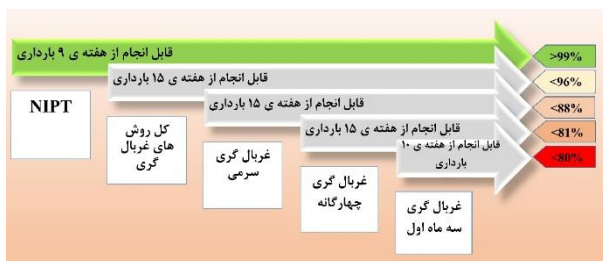 قابل انجام از هفته ی ۹ بارداری
>99%
قابل انجام از هفته ی ۱۵ بارداری
<96%
قابل انجام از هفته ی ۱۵ بارداری
<88%
قابل انجام از هفته ی ۱۵ بارداری
<81%
قابل انجام از هفته ی ۱۰
بارداری
<80%
NIPT
کل روش
های غربال
گری
غربال گری
سرمی
غربال گری
چهارگانه
غربال گری
سه ماه اول